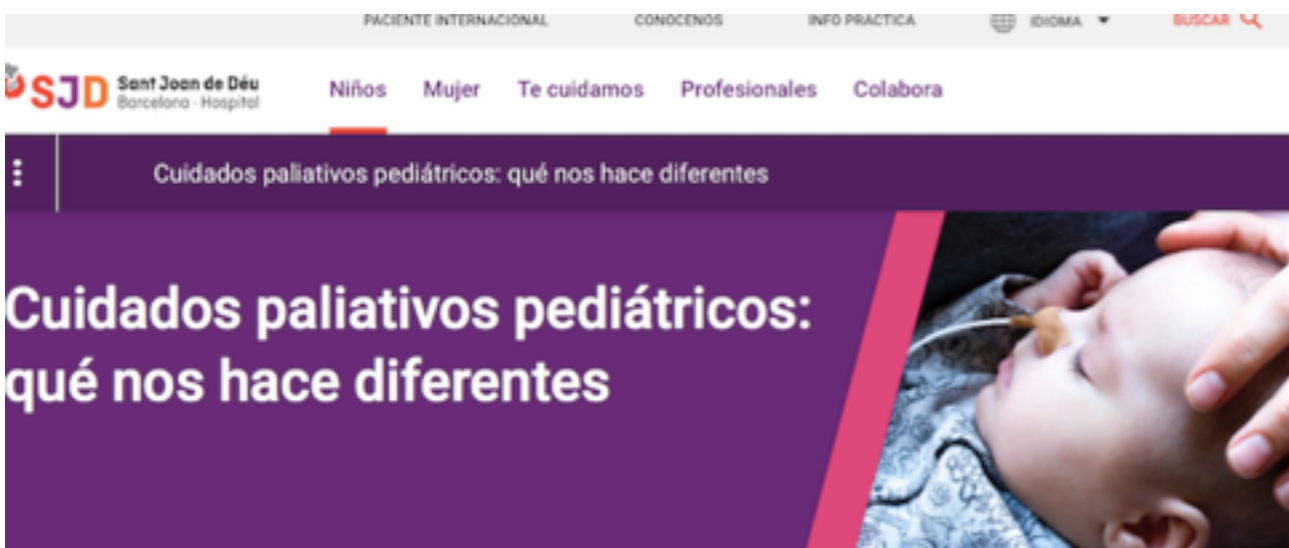 PACIENTE INTERNACIONAL CONOCENOS INFO PRACTICA IDIOMA BUSCAR
SJD Sant Joan de Déu
Barcelona · Hospital
Niños Mujer Te cuidamos Profesionales Colabora
Cuidados paliativos pediátricos: qué nos hace diferentes
Cuidados paliativos pediátricos:
qué nos hace diferentes